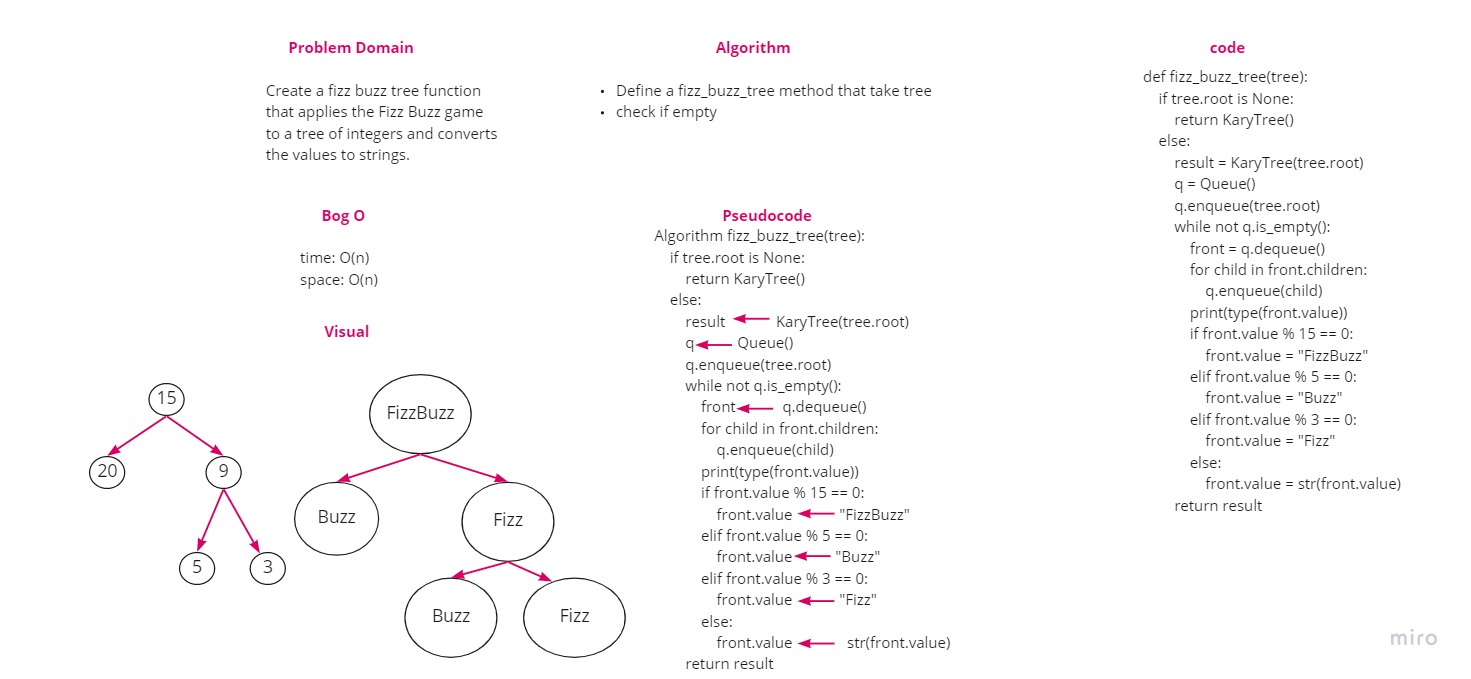 Problem Domain
Create a fizz buzz tree function
that applies the Fizz Buzz game
to a tree of integers and converts
the values to strings.
Bog O
time: O(n)
space: O(n)
Visual
15
20
9
5
3
FizzBuzz
Buzz
Fizz
Buzz
Fizz
Algorithm
• Define a fizz_buzz_tree method that take tree
• check if empty
Pseudocode
Algorithm fizz_buzz_tree(tree):
if tree.root is None:
return KaryTree()
else:
result KaryTree(tree.root)
q Queue()
q.enqueue(tree.root)
while not q.is_empty():
front q.dequeue()
for child in front.children:
q.enqueue(child)
print(type(front.value))
if front.value % 15 == 0:
front.value "FizzBuzz"
elif front.value % 5 == 0:
front.value "Buzz"
elif front.value % 3 == 0:
front.value "Fizz"
else:
front.value str(front.value)
return result
code
def fizz_buzz_tree(tree):
if tree.root is None:
return KaryTree()
else:
result = KaryTree(tree.root)
q = Queue()
q.enqueue(tree.root)
while not q.is_empty():
front = q.dequeue()
for child in front.children:
q.enqueue(child)
print(type(front.value))
if front.value % 15 == 0:
front.value = "FizzBuzz"
elif front.value % 5 == 0:
front.value = "Buzz"
elif front.value % 3 == 0:
front.value = "Fizz"
else:
front.value = str(front.value)
return result
miro